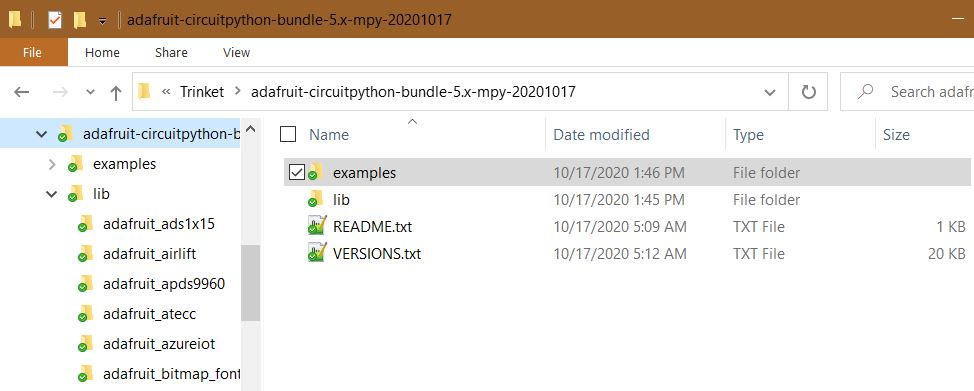 adafruit-circuitpython-bundle-5.x-mpy-20201017
File Home Share View
« Trinket > adafruit-circuitpython-bundle-5.x-mpy-20201017 Search adafr
adafruit-circuitpython-b Name Date modified Type Size
examples examples 10/17/2020 1:46 PM File folder
lib lib 10/17/2020 1:45 PM File folder
adafruit_ads1x15 README.txt 10/17/2020 5:09 AM TXT File 1 KB
adafruit_airlift VERSIONS.txt 10/17/2020 5:12 AM TXT File 20 KB
adafruit_apds9960
adafruit_atecc
adafruit_azureiot
adafruit_bitmap_font